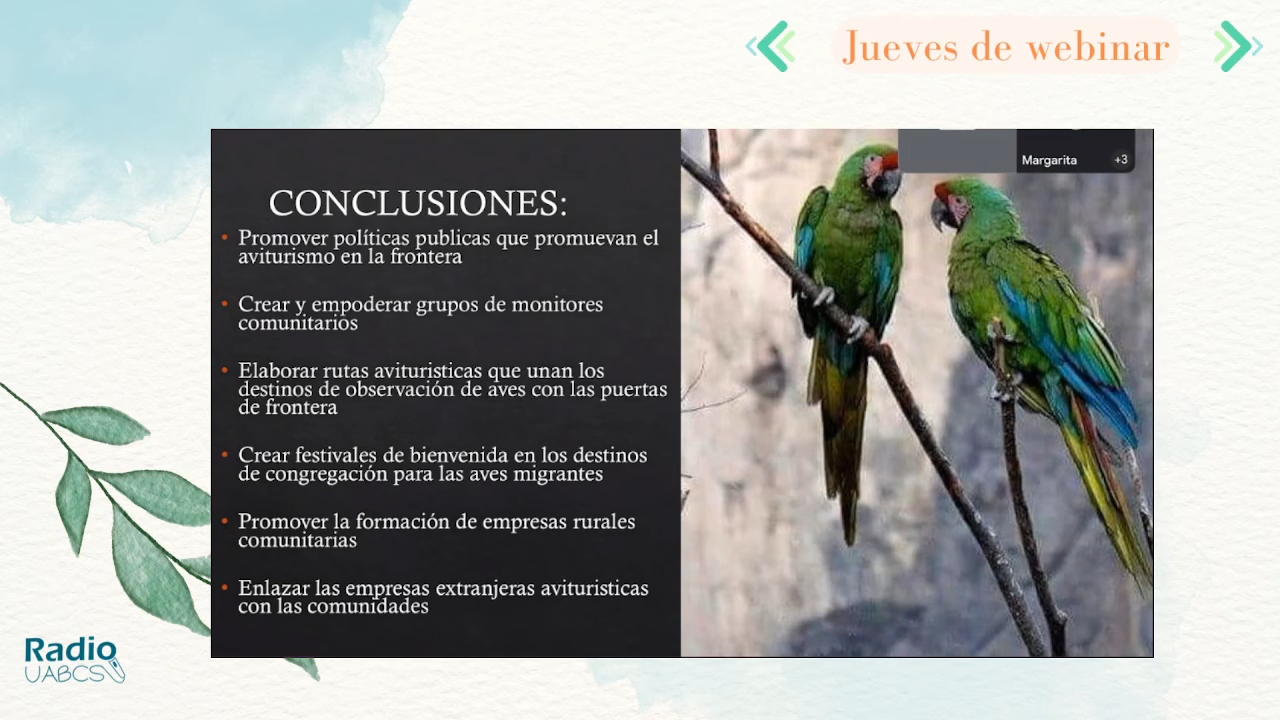 Jueves de webinar
Margarita +3
CONCLUSIONES:
• Promover políticas publicas que promuevan el
aviturismo en la frontera
• Crear y empoderar grupos de monitores
comunitarios
• Elaborar rutas avituristicas que unan los
destinos de observación de aves con las puertas
de frontera
• Crear festivales de bienvenida en los destinos
de congregación para las aves migrantes
• Promover la formación de empresas rurales
comunitarias
• Enlazar las empresas extranjeras avituristicas
con las comunidades
Radio
UABCS